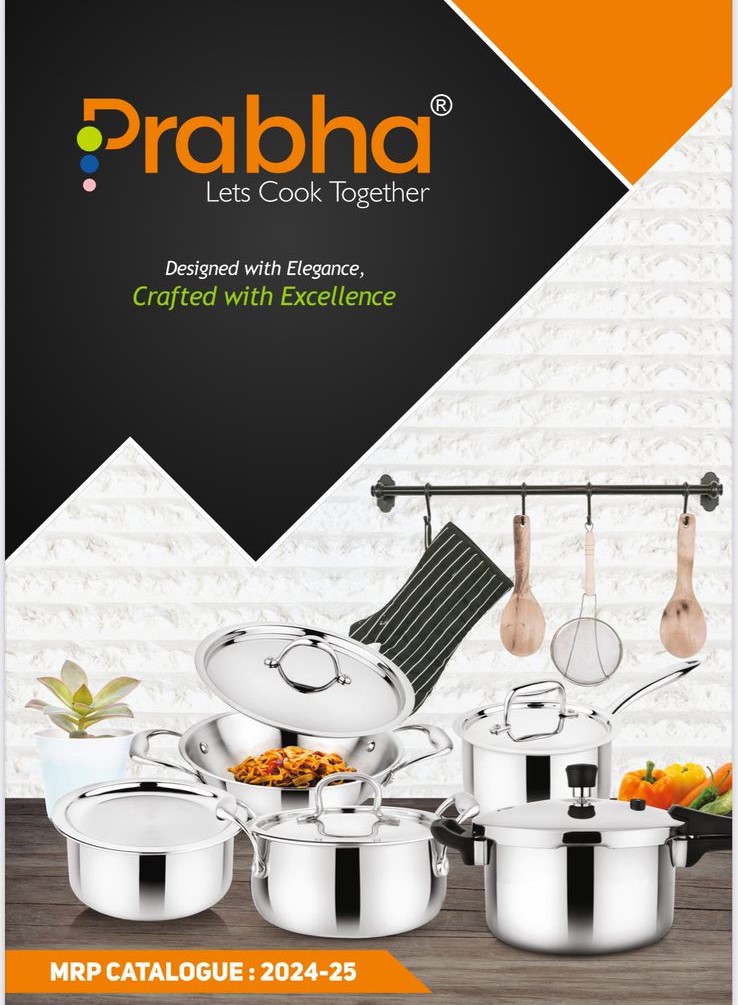 Prabha®
Lets Cook Together
Designed with Elegance,
Crafted with Excellence
MRP CATALOGUE : 2024-25